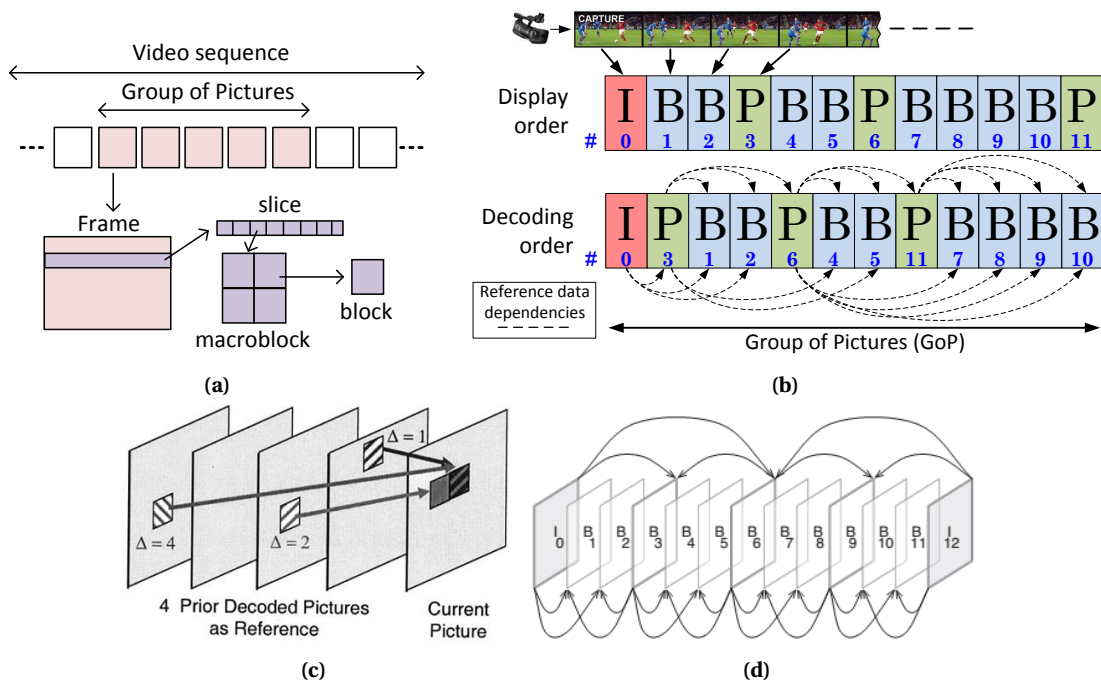 Video sequence
Group of Pictures
Frame
slice
macroblock
block
(a)
CAPTURE
Display order
I B B P B B P B B B B P
# 0 1 2 3 4 5 6 7 8 9 10 11
Decoding order
I P B B P B B P B B B B
# 0 3 1 2 6 4 5 11 7 8 9 10
Reference data
dependencies
Group of Pictures (GoP)
(b)
Δ = 1
Δ = 4
Δ = 2
4 Prior Decoded Pictures
as Reference
Current
Picture
(c)
I B B B B B B B B B B B I
0 1 2 3 4 5 6 7 8 9 10 11 12
(d)